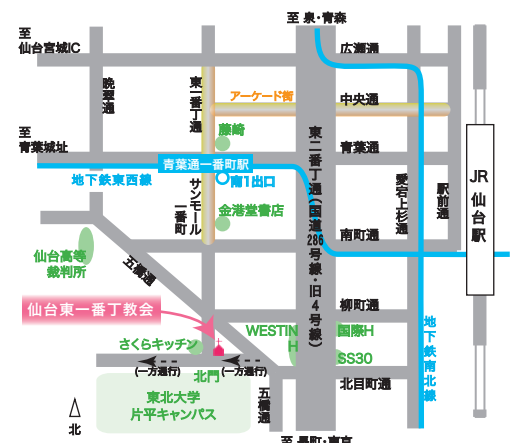 至 泉・青森
至
仙台宮城IC
広瀬通
晩翠通
東一番丁通
アーケード街
中央通
藤崎
至
青葉城址
東二番丁通(国道286号線・旧4号線)
青葉通
青葉通一番町駅
地下鉄東西線
南1出口
サンモール一番町
愛宕上杉通
駅前通
JR仙台駅
金港堂書店
南町通
仙台高等
裁判所
五橋通
仙台東一番丁教会
柳町通
地下鉄南北線
さくらキッチン
WESTIN
H
国際H
SS30
(一方通行)
(一方通行)
北門
北目町通
五橋通
東北大学
片平キャンパス
北
至 長町・東京